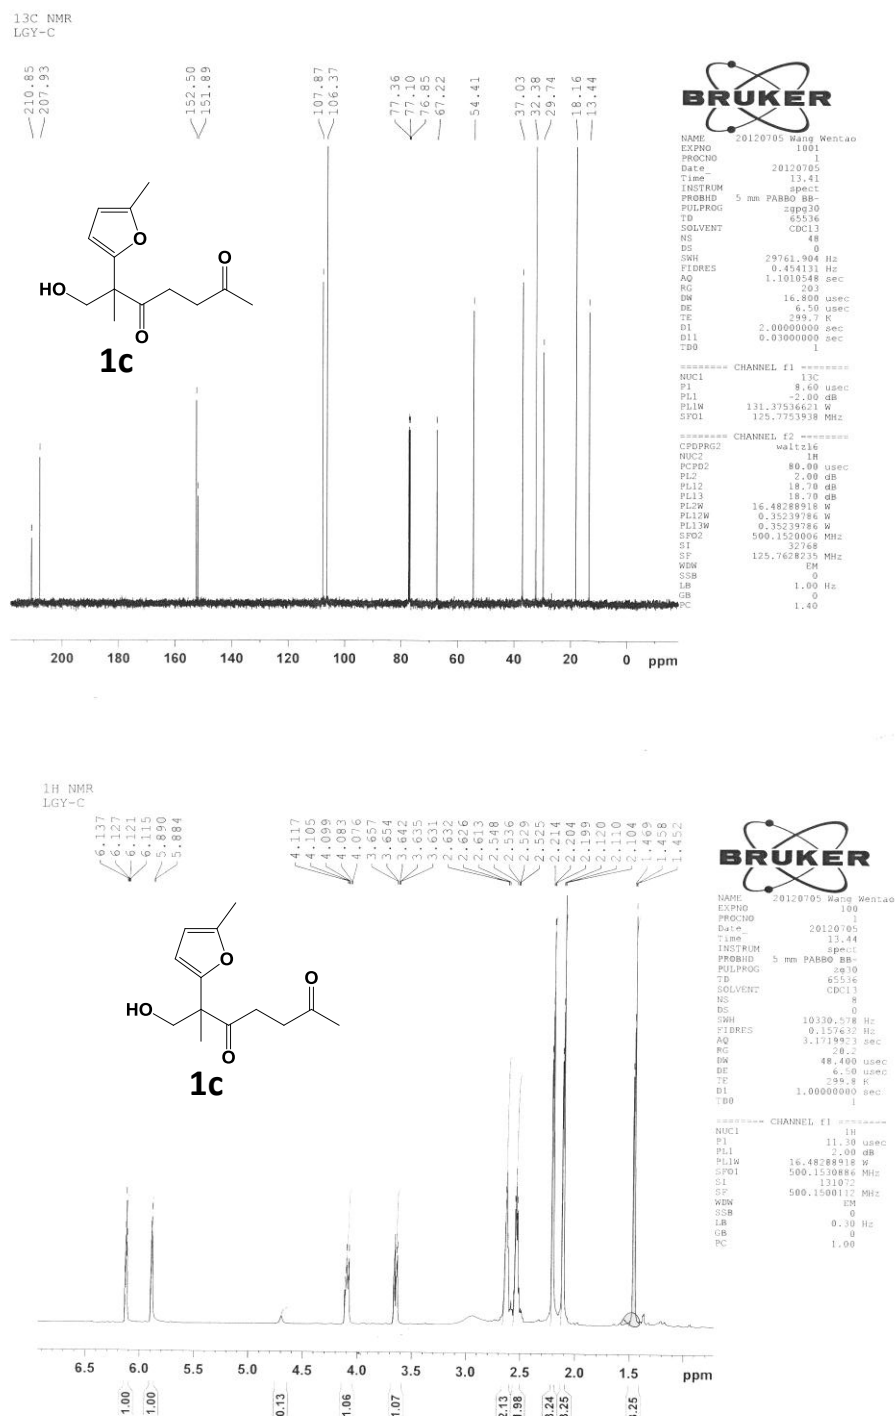 13C NMR
LGY-C
210.85
207.93
152.50
151.89
107.87
106.37
77.36
77.10
76.85
67.22
54.41
37.03
32.38
29.74
18.16
13.44
O
HO
O
O
1c
200 180 160 140 120 100 80 60 40 20 0 ppm
BRUKER
NAME 20120705 Wang Wentao
EXPNO 1001
PROCNO 1
Date_ 20120705
Time 13.41
INSTRUM spect
PROBHD 5 mm PABBO BB-
PULPROG zgpg30
TD 65536
SOLVENT CDCl3
NS 48
DS 0
SWH 29761.904 Hz
FIDRES 0.454131 Hz
AQ 1.1010548 sec
RG 203
DW 16.800 usec
DE 6.50 usec
TE 299.7 K
D1 2.00000000 sec
D11 0.03000000 sec
TD0 1
======== CHANNEL f1 ========
NUC1 13C
P1 8.60 usec
PL1 -2.00 dB
PL1W 131.37536621 W
SFO1 125.7753938 MHz
======== CHANNEL f2 ========
CPDPRG2 waltz16
NUC2 1H
PCPD2 80.00 usec
PL2 2.00 dB
PL12 18.70 dB
PL13 18.70 dB
PL2W 16.48288918 W
PL12W 0.35239786 W
PL13W 0.35239786 W
SFO2 500.1520006 MHz
SI 32768
SF 125.7628235 MHz
WDW EM
SSB 0
LB 1.00 Hz
GB 0
PC 1.40
1H NMR
LGY-C
6.137
6.127
6.121
6.115
5.890
5.884
4.117
4.105
4.099
4.083
4.076
3.657
3.654
3.642
3.635
3.631
2.632
2.626
2.613
2.548
2.536
2.529
2.525
2.214
2.204
2.199
2.120
2.110
2.104
1.469
1.458
1.452
O
HO
O
O
1c
6.5 6.0 5.5 5.0 4.5 4.0 3.5 3.0 2.5 2.0 1.5 ppm
1.00
1.00
0.13
1.06
1.07
2.13
1.98
3.24
3.25
3.25
BRUKER
NAME 20120705 Wang Wentao
EXPNO 100
PROCNO 1
Date_ 20120705
Time 13.44
INSTRUM spect
PROBHD 5 mm PABBO BB-
PULPROG zg30
TD 65536
SOLVENT CDCl3
NS 8
DS 0
SWH 10330.578 Hz
FIDRES 0.157632 Hz
AQ 3.1719923 sec
RG 20.2
DW 48.400 usec
DE 6.50 usec
TE 299.8 K
D1 1.00000000 sec
TD0 1
======== CHANNEL f1 ========
NUC1 1H
P1 11.30 usec
PL1 2.00 dB
PL1W 16.48288918 W
SFO1 500.1530886 MHz
SI 131072
SF 500.1500112 MHz
WDW EM
SSB 0
LB 0.30 Hz
GB 0
PC 1.00